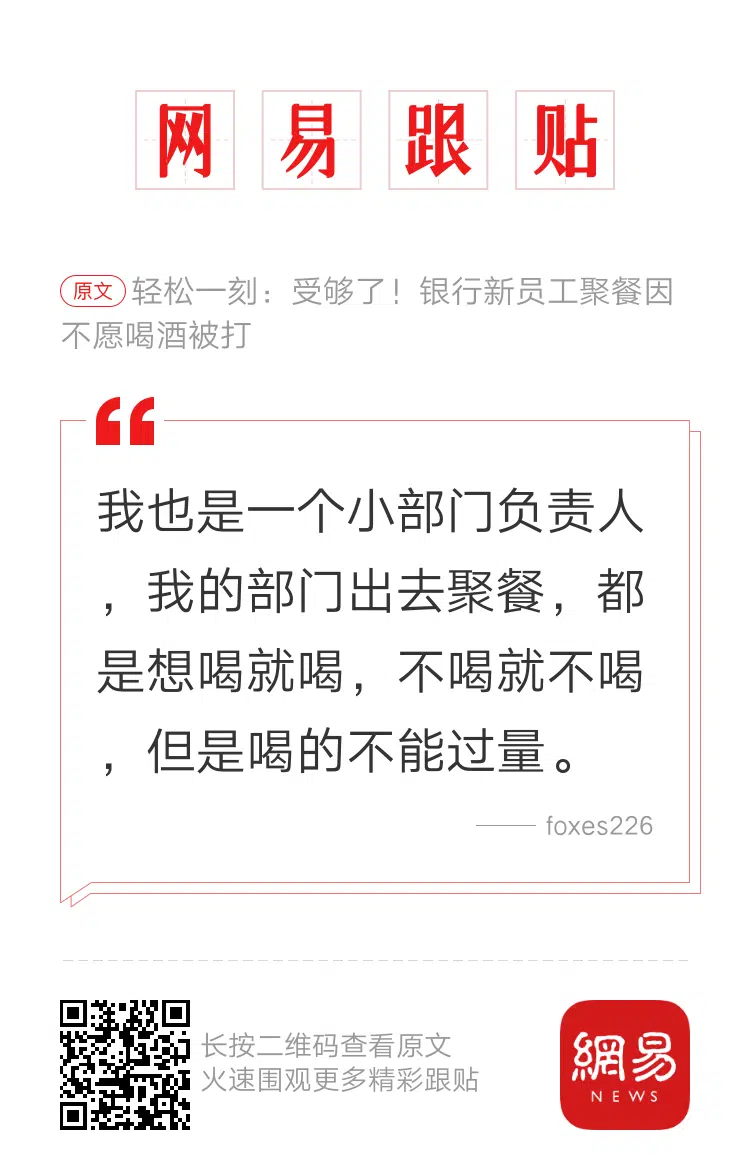 网易跟贴
原文 轻松一刻：受够了！银行新员工聚餐因
不愿喝酒被打
我也是一个小部门负责人
，我的部门出去聚餐，都
是想喝就喝，不喝就不喝
，但是喝的不能过量。
—— foxes226
长按二维码查看原文
火速围观更多精彩跟贴
網易
NEWS